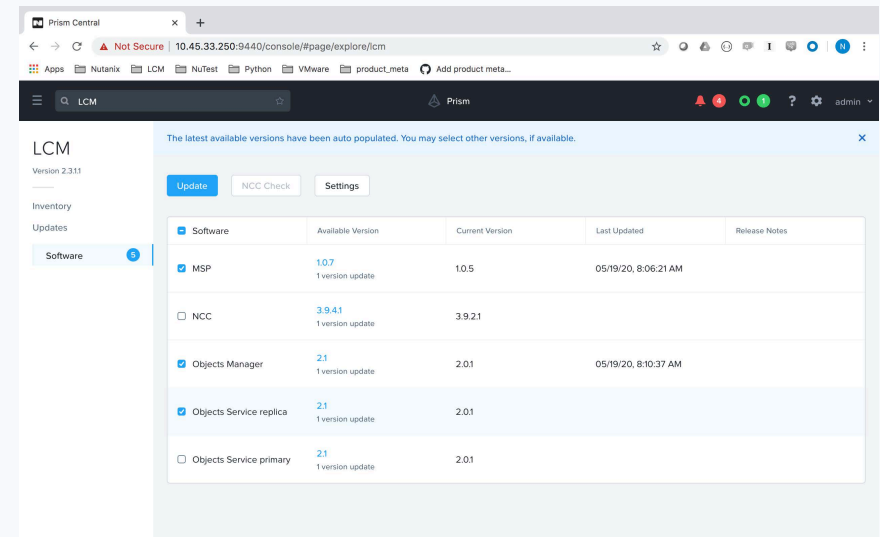 Prism Central
Not Secure | 10.45.33.250:9440/console/#page/explore/lcm
N
Apps Nutanix LCM NuTest Python VMware product_meta Add product meta...
LCM Prism 4 1 ? admin
LCM
Version 2.3.1.1
Inventory
Updates
Software 5
The latest available versions have been auto populated. You may select other versions, if available.
Update NCC Check Settings
Software Available Version Current Version Last Updated Release Notes
MSP 1.0.7 1.0.5 05/19/20, 8:06:21 AM
1 version update
NCC 3.9.4.1 3.9.2.1
1 version update
Objects Manager 2.1 2.0.1 05/19/20, 8:10:37 AM
1 version update
Objects Service replica 2.1 2.0.1
1 version update
Objects Service primary 2.1 2.0.1
1 version update